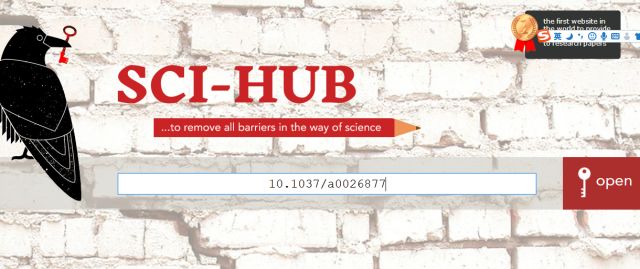 the first website in
the world to provide
英
to research papers
SCI-HUB
...to remove all barriers in the way of science
10.1037/a0026877
open